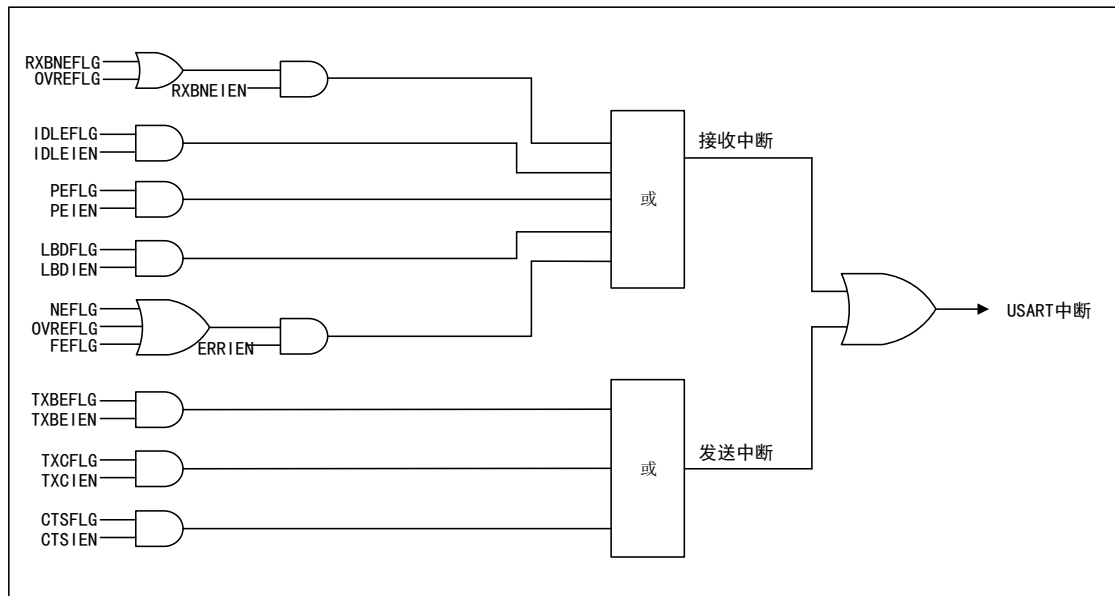 RXBNEFLG
OVREFLG
RXBNEIEN
IDLEFLG
IDLEIEN
PEFLG
PEIEN
LBDFLG
LBDIEN
NEFLG
OVREFLG
FEFLG
ERRIEN
或
接收中断
TXBEFLG
TXBEIEN
TXCFLG
TXCIEN
CTSFLG
CTSIEN
或
发送中断
USART中断